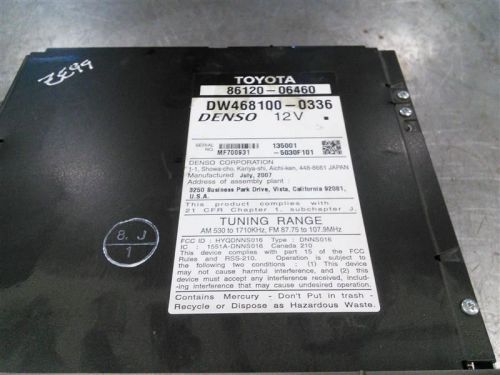 6632
TOYOTA
86120-06460
DW468100-0336
DENSO 12V
SERIAL NO. MF700931 135001
-5030F101
DENSO CORPORATION
1-1, Showa-cho, Kariya-shi, Aichi-ken, 448-8661 JAPAN
Manufactured July, 2007
Address of assembly plant:
3250 Business Park Drive, Vista, California 92081,
U.S.A.
This product complies with
21 CFR Chapter 1, subchapter J.
TUNING RANGE
AM 530 to 1710KHz, FM 87.75 to 107.9MHz
FCC ID : HYQDNNS016 Type : DNNS016
IC : 1551A-DNNS016 Canada 210
This device complies with part 15 of the FCC
Rules and RSS-210. Operation is subject to
the following two conditions : (1) this device
may not cause harmful interference, and (2) this
device must accept any interference received, includ-
ing interference that may cause undesired operation.
Contains Mercury - Don't Put in trash -
Recycle or Dispose as Hazardous Waste.
8. J
1